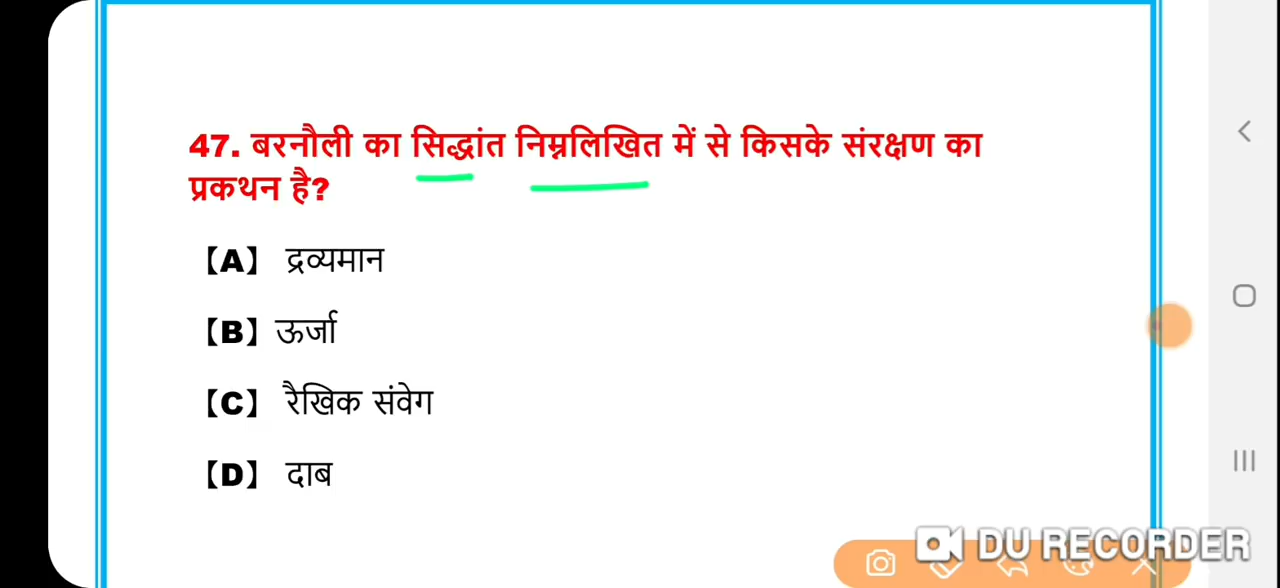 47. बरनौली का सिद्धांत निम्नलिखित में से किसके संरक्षण का
प्रकथन है?
【A】 द्रव्यमान
【B】 ऊर्जा
【C】 रैखिक संवेग
【D】 दाब
DU RECORDER